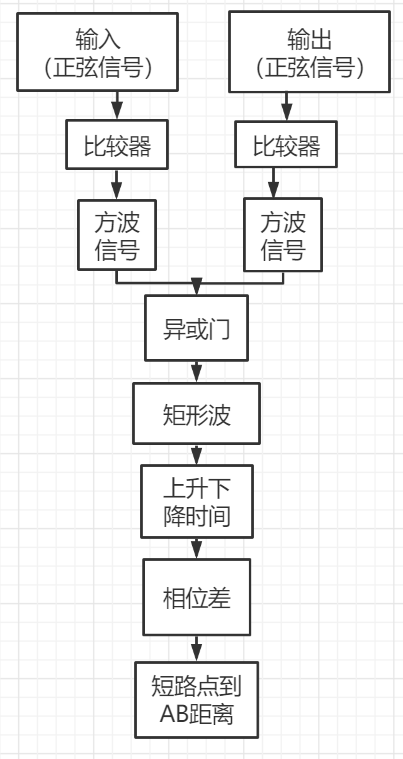 输入
（正弦信号）
输出
（正弦信号）
比较器
比较器
方波
信号
方波
信号
异或门
矩形波
上升下
降时间
相位差
短路点到
AB距离